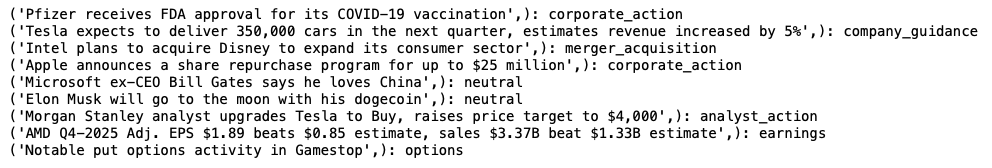 ('Pfizer receives FDA approval for its COVID-19 vaccination',): corporate_action
('Tesla expects to deliver 350,000 cars in the next quarter, estimates revenue increased by 5%',): company_guidance
('Intel plans to acquire Disney to expand its consumer sector',): merger_acquisition
('Apple announces a share repurchase program for up to $25 million',): corporate_action
('Microsoft ex-CEO Bill Gates says he loves China',): neutral
('Elon Musk will go to the moon with his dogecoin',): neutral
('Morgan Stanley analyst upgrades Tesla to Buy, raises price target to $4,000',): analyst_action
('AMD Q4-2025 Adj. EPS $1.89 beats $0.85 estimate, sales $3.37B beat $1.33B estimate',): earnings
('Notable put options activity in Gamestop',): options